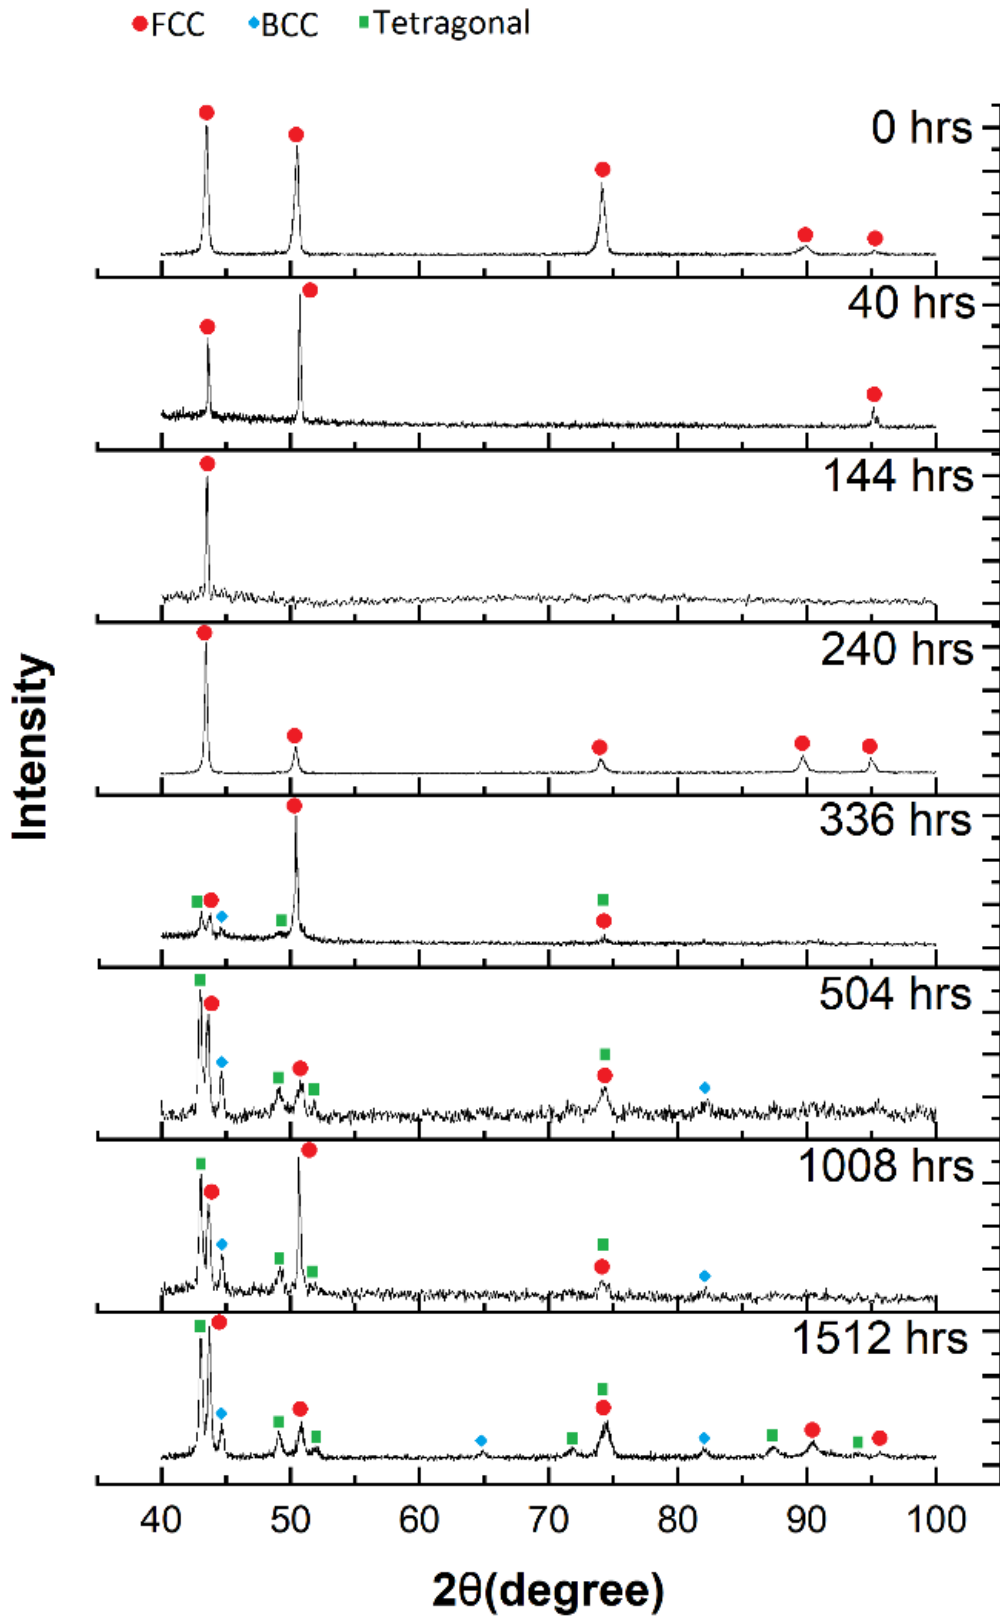 FCC BCC Tetragonal
0 hrs
40 hrs
144 hrs
240 hrs
336 hrs
504 hrs
1008 hrs
1512 hrs
Intensity
40 50 60 70 80 90 100
2θ(degree)